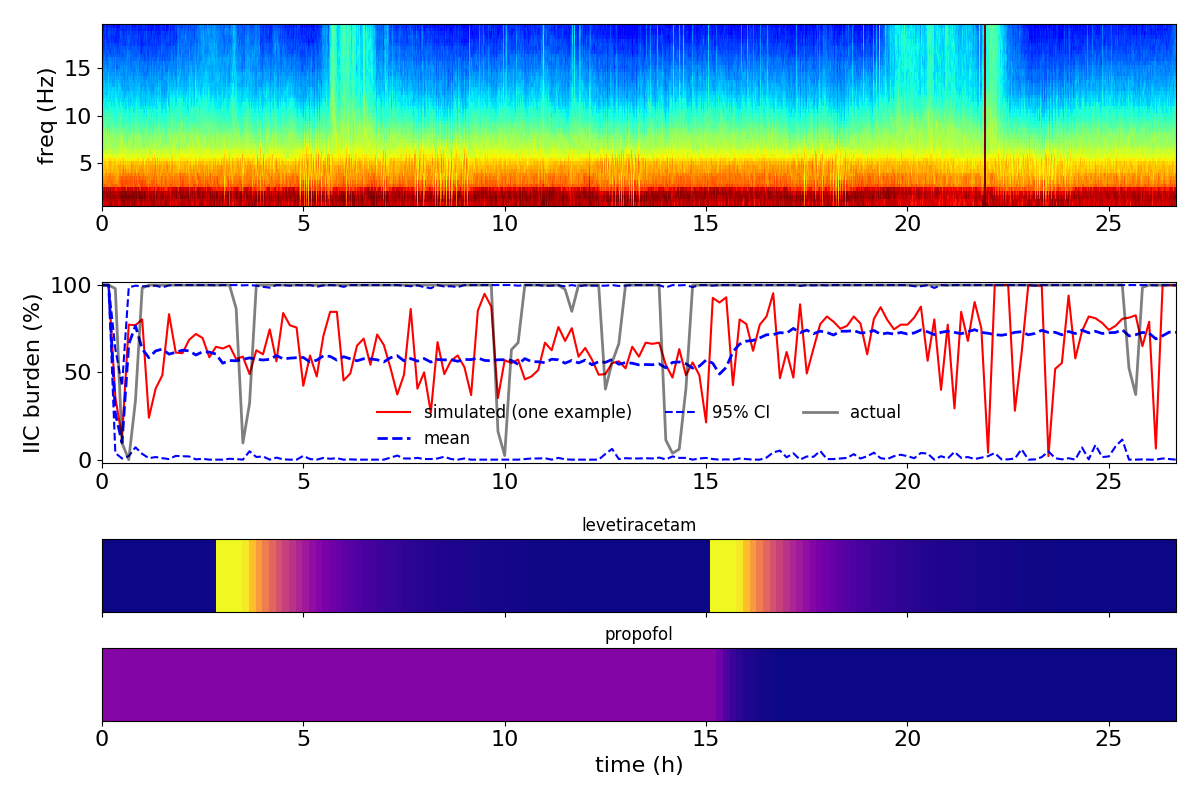 freq (Hz)
15
10
5
0 5 10 15 20 25
IIC burden (%)
100
50
0
simulated (one example) 95% CI actual
mean
0 5 10 15 20 25
levetiracetam
propofol
0 5 10 15 20 25
time (h)